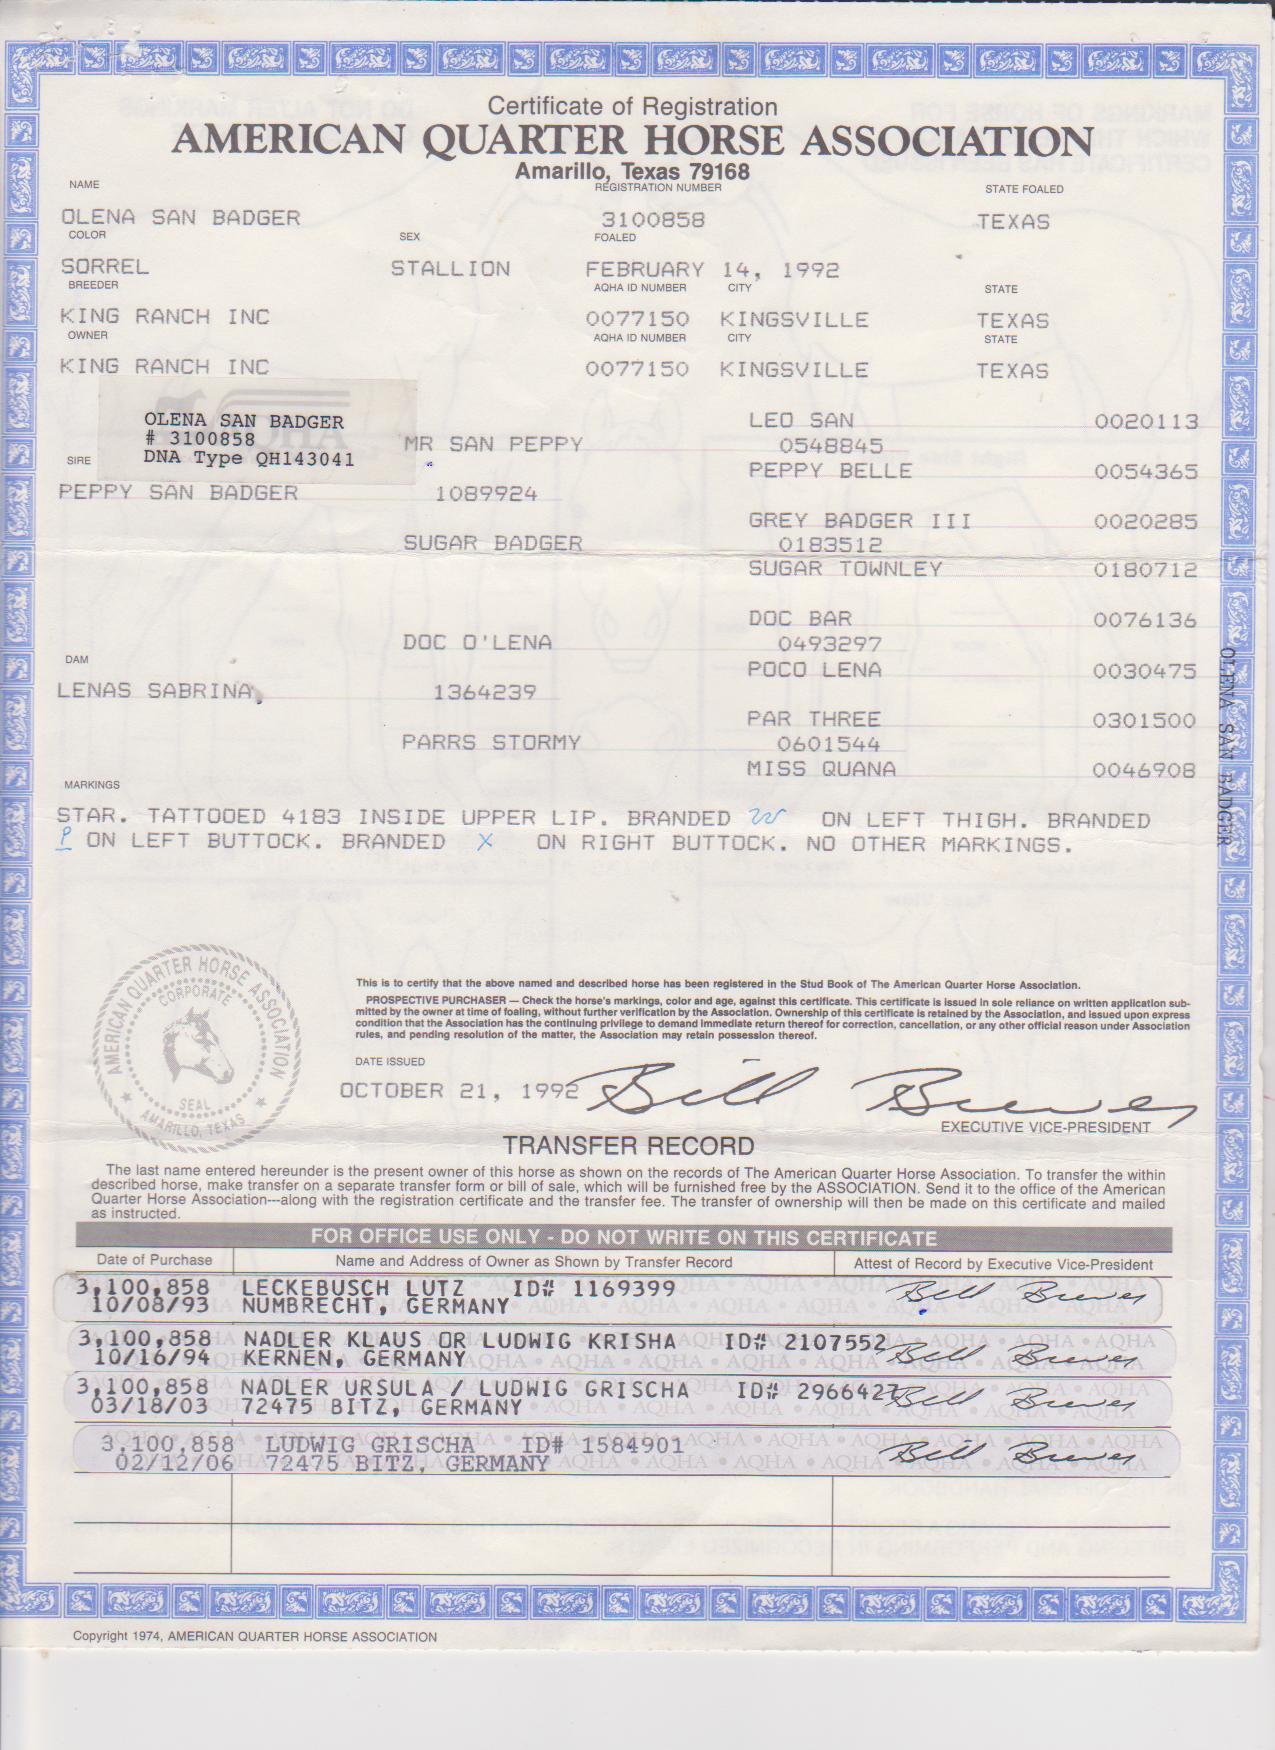 Certificate of Registration
AMERICAN QUARTER HORSE ASSOCIATION
Amarillo, Texas 79168
NAME REGISTRATION NUMBER STATE FOALED
OLENA SAN BADGER 3100858 TEXAS
COLOR SEX FOALED
SORREL STALLION FEBRUARY 14, 1992
BREEDER AQHA ID NUMBER CITY STATE
KING RANCH INC 0077150 KINGSVILLE TEXAS
OWNER AQHA ID NUMBER CITY STATE
KING RANCH INC 0077150 KINGSVILLE TEXAS
OLENA SAN BADGER
# 3100858
DNA Type QH143041
LEO SAN 0020113
MR SAN PEPPY 0548845
SIRE PEPPY BELLE 0054365
PEPPY SAN BADGER 1089924
GREY BADGER III 0020285
SUGAR BADGER 0183512
SUGAR TOWNLEY 0180712
DOC BAR 0076136
DOC O'LENA 0493297
DAM POCO LENA 0030475
LENAS SABRINA 1364239
PAR THREE 0301500
PARRS STORMY 0601544
MISS QUANA 0046908
OLENA SAN BADGER
MARKINGS
STAR. TATTOOED 4183 INSIDE UPPER LIP. BRANDED ON LEFT THIGH. BRANDED
P ON LEFT BUTTOCK. BRANDED X ON RIGHT BUTTOCK. NO OTHER MARKINGS.
AMERICAN QUARTER HORSE ASSOCIATION
CORPORATE
SEAL
AMARILLO, TEXAS
This is to certify that the above named and described horse has been registered in the Stud Book of The American Quarter Horse Association.
PROSPECTIVE PURCHASER — Check the horse's markings, color and age, against this certificate. This certificate is issued in sole reliance on written application sub-
mitted by the owner at time of foaling, without further verification by the Association. Ownership of this certificate is retained by the Association, and issued upon express
condition that the Association has the continuing privilege to demand immediate return thereof for correction, cancellation, or any other official reason under Association
rules, and pending resolution of the matter, the Association may retain possession thereof.
DATE ISSUED
OCTOBER 21, 1992 Bill Brewer
EXECUTIVE VICE-PRESIDENT
TRANSFER RECORD
The last name entered hereunder is the present owner of this horse as shown on the records of The American Quarter Horse Association. To transfer the within
described horse, make transfer on a separate transfer form or bill of sale, which will be furnished free by the ASSOCIATION. Send it to the office of the American
Quarter Horse Association---along with the registration certificate and the transfer fee. The transfer of ownership will then be made on this certificate and mailed
as instructed.
FOR OFFICE USE ONLY - DO NOT WRITE ON THIS CERTIFICATE
Date of Purchase Name and Address of Owner as Shown by Transfer Record Attest of Record by Executive Vice-President
3,100,858 LECKEBUSCH LUTZ ID# 1169399 Bill Brewer
10/08/93 NUMBRECHT, GERMANY
3,100,858 NADLER KLAUS OR LUDWIG KRISHA ID# 2107552 Bill Brewer
10/16/94 KERNEN, GERMANY
3,100,858 NADLER URSULA / LUDWIG GRISCHA ID# 2966427 Bill Brewer
03/18/03 72475 BITZ, GERMANY
3,100,858 LUDWIG GRISCHA ID# 1584901 Bill Brewer
02/12/06 72475 BITZ, GERMANY
Copyright 1974, AMERICAN QUARTER HORSE ASSOCIATION